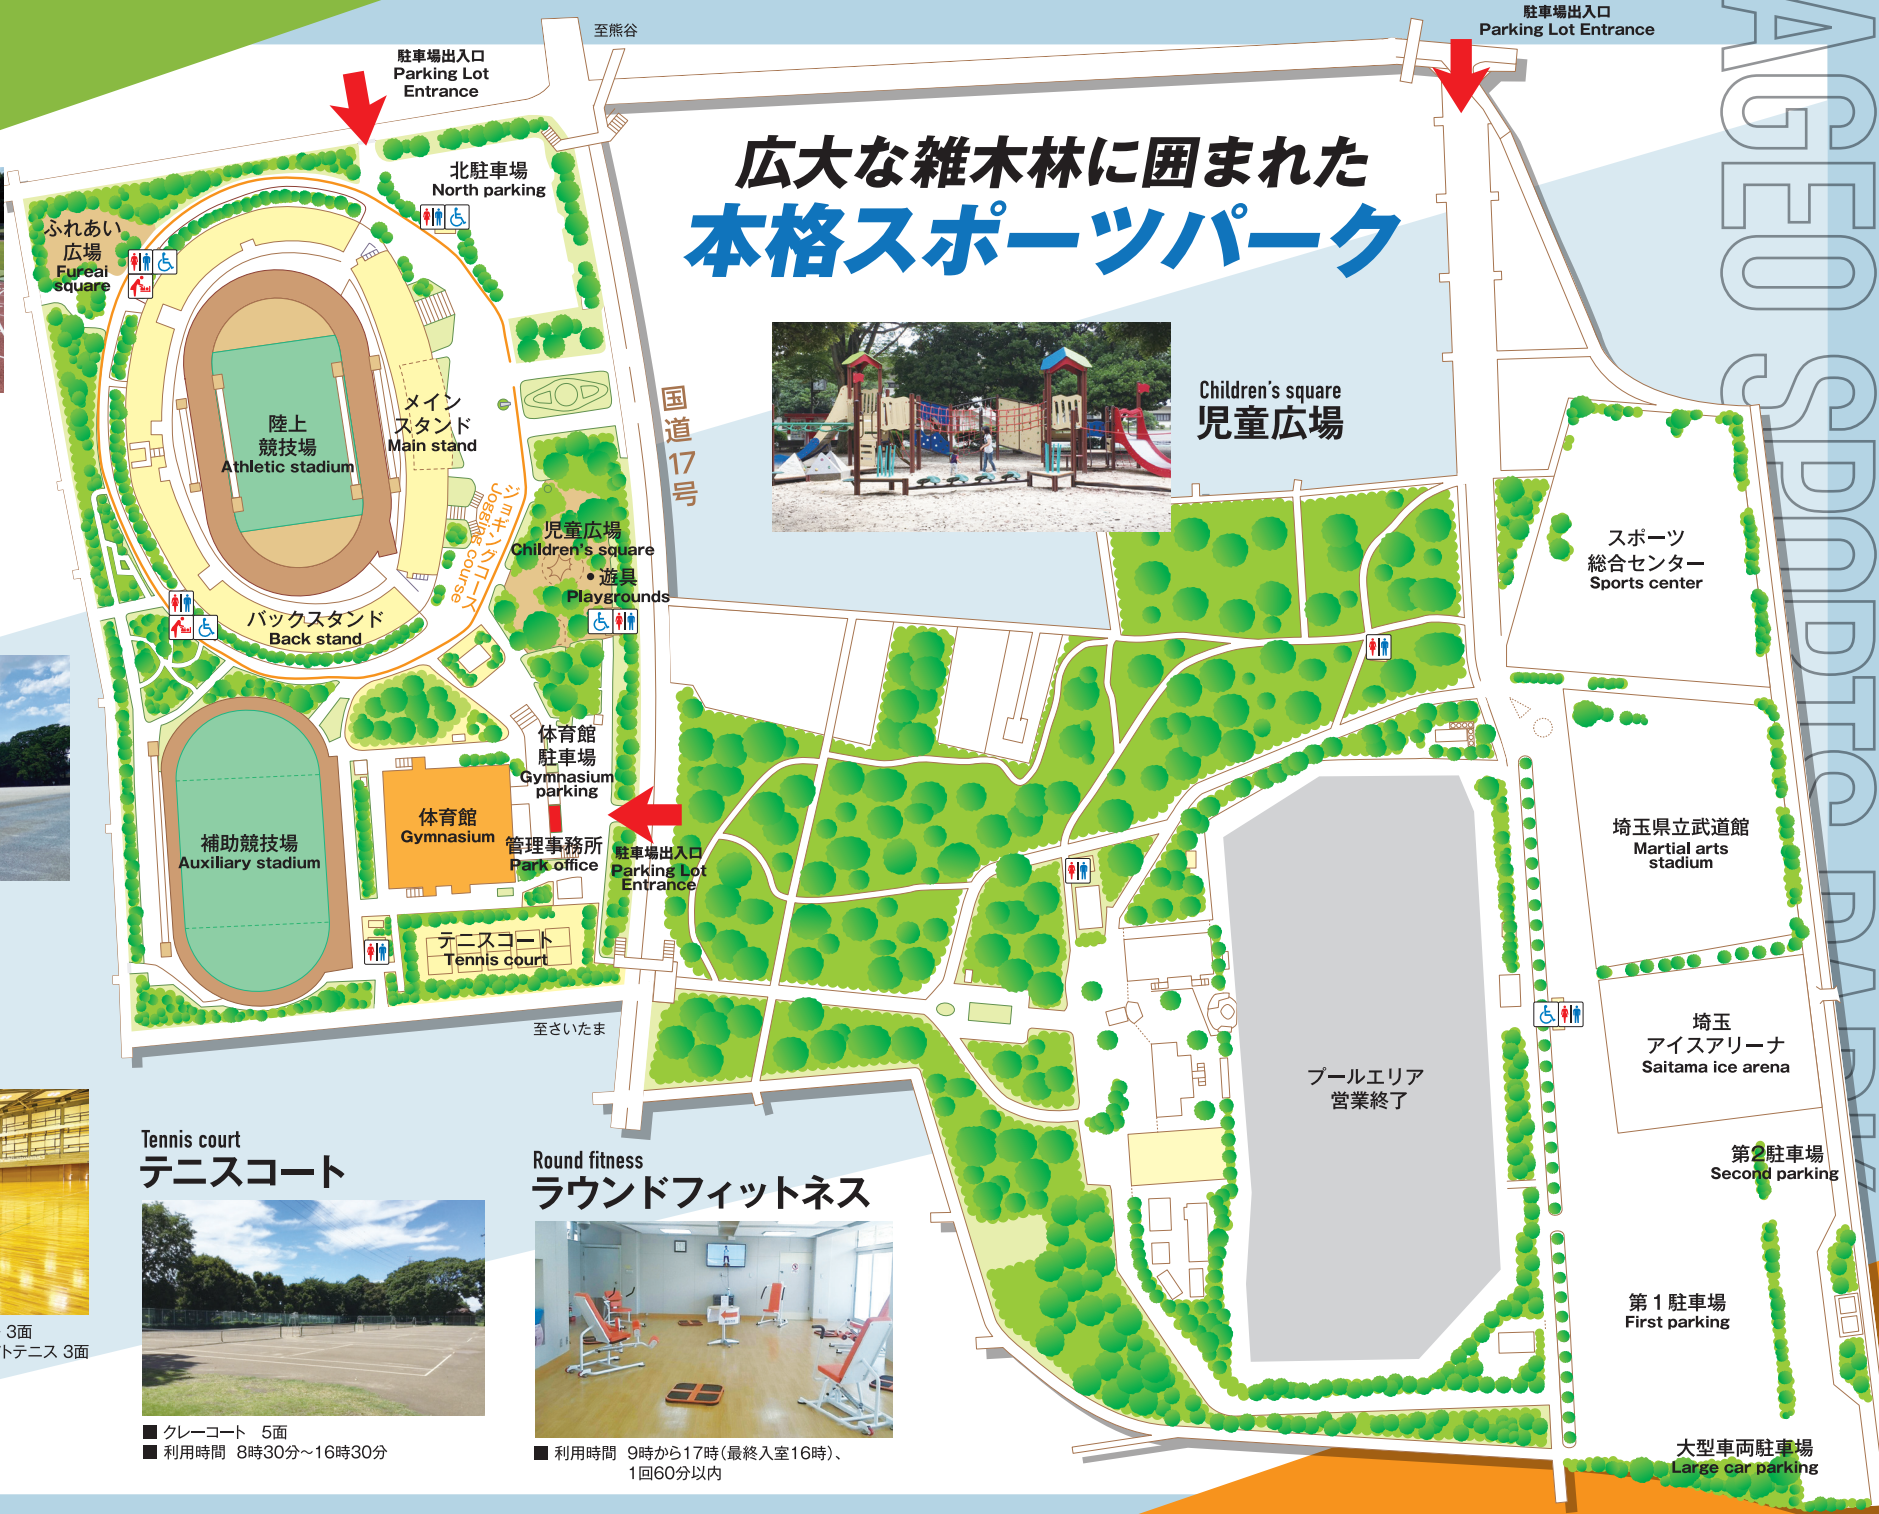 至熊谷
駐車場出入口
Parking Lot
Entrance
駐車場出入口
Parking Lot Entrance
AGEO SPORTS PARK
広大な雑木林に囲まれた
本格スポーツパーク
北駐車場
North parking
ふれあい
広場
Fureai
square
陸上
競技場
Athletic stadium
メイン
スタンド
Main stand
国道17号
Children's square
児童広場
ジョギングコース
Jogging course
児童広場
Children's square
• 遊具
Playgrounds
バックスタンド
Back stand
スポーツ
総合センター
Sports center
体育館
駐車場
Gymnasium
parking
体育館
Gymnasium
補助競技場
Auxiliary stadium
管理事務所
Park office
駐車場出入口
Parking Lot
Entrance
埼玉県立武道館
Martial arts
stadium
テニスコート
Tennis court
至さいたま
埼玉
アイスアリーナ
Saitama ice arena
プールエリア
営業終了
第2駐車場
Second parking
第1駐車場
First parking
大型車両駐車場
Large car parking
Tennis court
テニスコート
■ クレーコート 5面
■ 利用時間 8時30分～16時30分
Round fitness
ラウンドフィットネス
■ 利用時間 9時から17時(最終入室16時)、
1回60分以内
3面
トテニス 3面